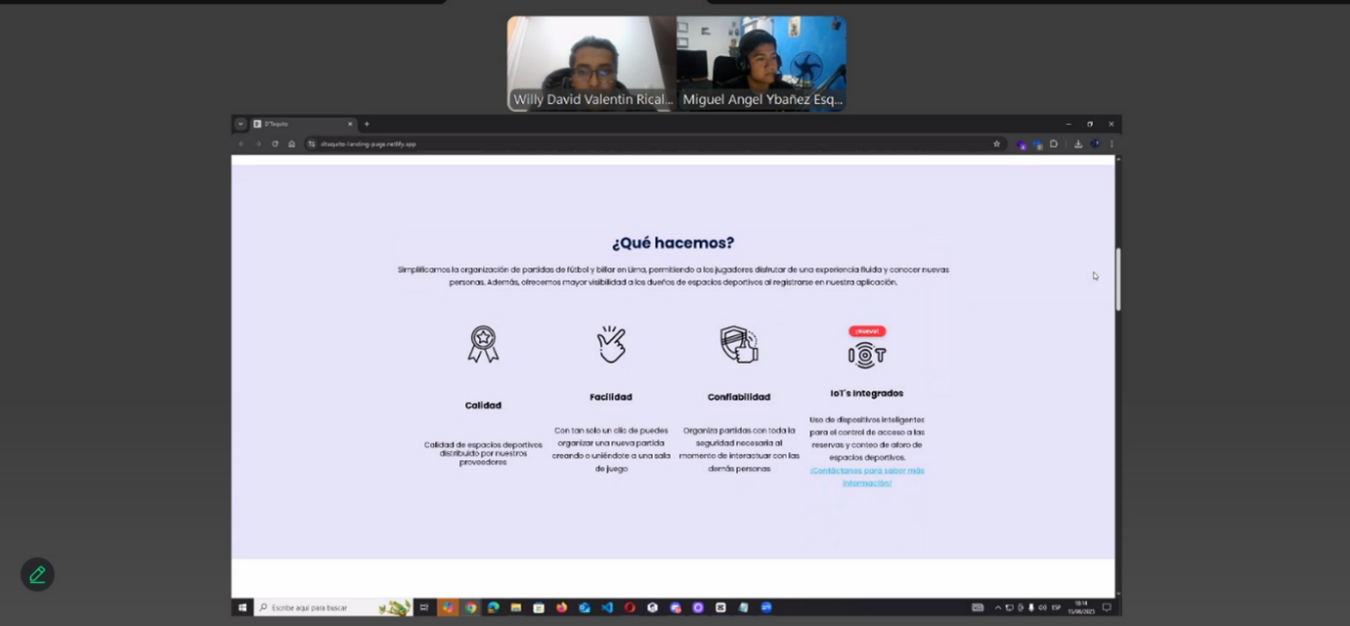 Willy David Valentin Rical...
Miguel Angel Ybañez Esq...
D'Taquito
dtaquito-landing-page.netlify.app
¿Qué hacemos?
Simplificamos la organización de partidas de fútbol y billar en Lima, permitiendo a los jugadores disfrutar de una experiencia fluida y conocer nuevas
personas. Además, ofrecemos mayor visibilidad a los dueños de espacios deportivos al registrarse en nuestra aplicación.
¡Nuevo!
IOT
Calidad
Calidad de espacios deportivos
distribuido por nuestros
proveedores
Facilidad
Con tan solo un clic de puedes
organizar una nueva partida
creando o uniéndote a una sala
de juego
Confiabilidad
Organiza partidas con toda la
seguridad necesaria al
momento de interactuar con las
demás personas
IoT's Integrados
Uso de dispositivos inteligentes
para el control de acceso a las
reservas y conteo de aforo de
espacios deportivos.
¡Contáctanos para saber más
información!
Escribe aquí para buscar
ESP
18:14
15/06/2025